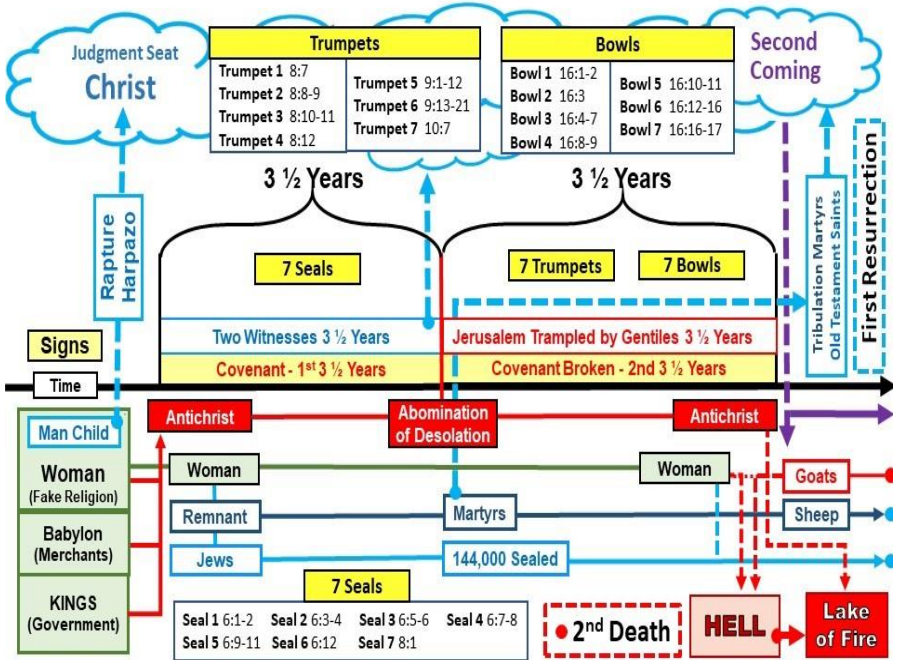 Judgment Seat
Christ
Trumpets
Trumpet 1 8:7
Trumpet 2 8:8-9
Trumpet 3 8:10-11
Trumpet 4 8:12
Trumpet 5 9:1-12
Trumpet 6 9:13-21
Trumpet 7 10:7
Bowls
Bowl 1 16:1-2
Bowl 2 16:3
Bowl 3 16:4-7
Bowl 4 16:8-9
Bowl 5 16:10-11
Bowl 6 16:12-16
Bowl 7 16:16-17
Second
Coming
3 ½ Years
3 ½ Years
Rapture
Harpazo
7 Seals
7 Trumpets
7 Bowls
Tribulation Martyrs
Old Testament Saints
First Resurrection
Two Witnesses 3 ½ Years
Jerusalem Trampled by Gentiles 3 ½ Years
Signs
Covenant - 1st 3 ½ Years
Covenant Broken - 2nd 3 ½ Years
Time
Man Child
Antichrist
Abomination
of Desolation
Antichrist
Woman
(Fake Religion)
Woman
Woman
Goats
Remnant
Martyrs
Sheep
Babylon
(Merchants)
Jews
144,000 Sealed
KINGS
(Government)
7 Seals
Seal 1 6:1-2 Seal 2 6:3-4 Seal 3 6:5-6 Seal 4 6:7-8
Seal 5 6:9-11 Seal 6 6:12 Seal 7 8:1
2nd Death
HELL
Lake
of Fire